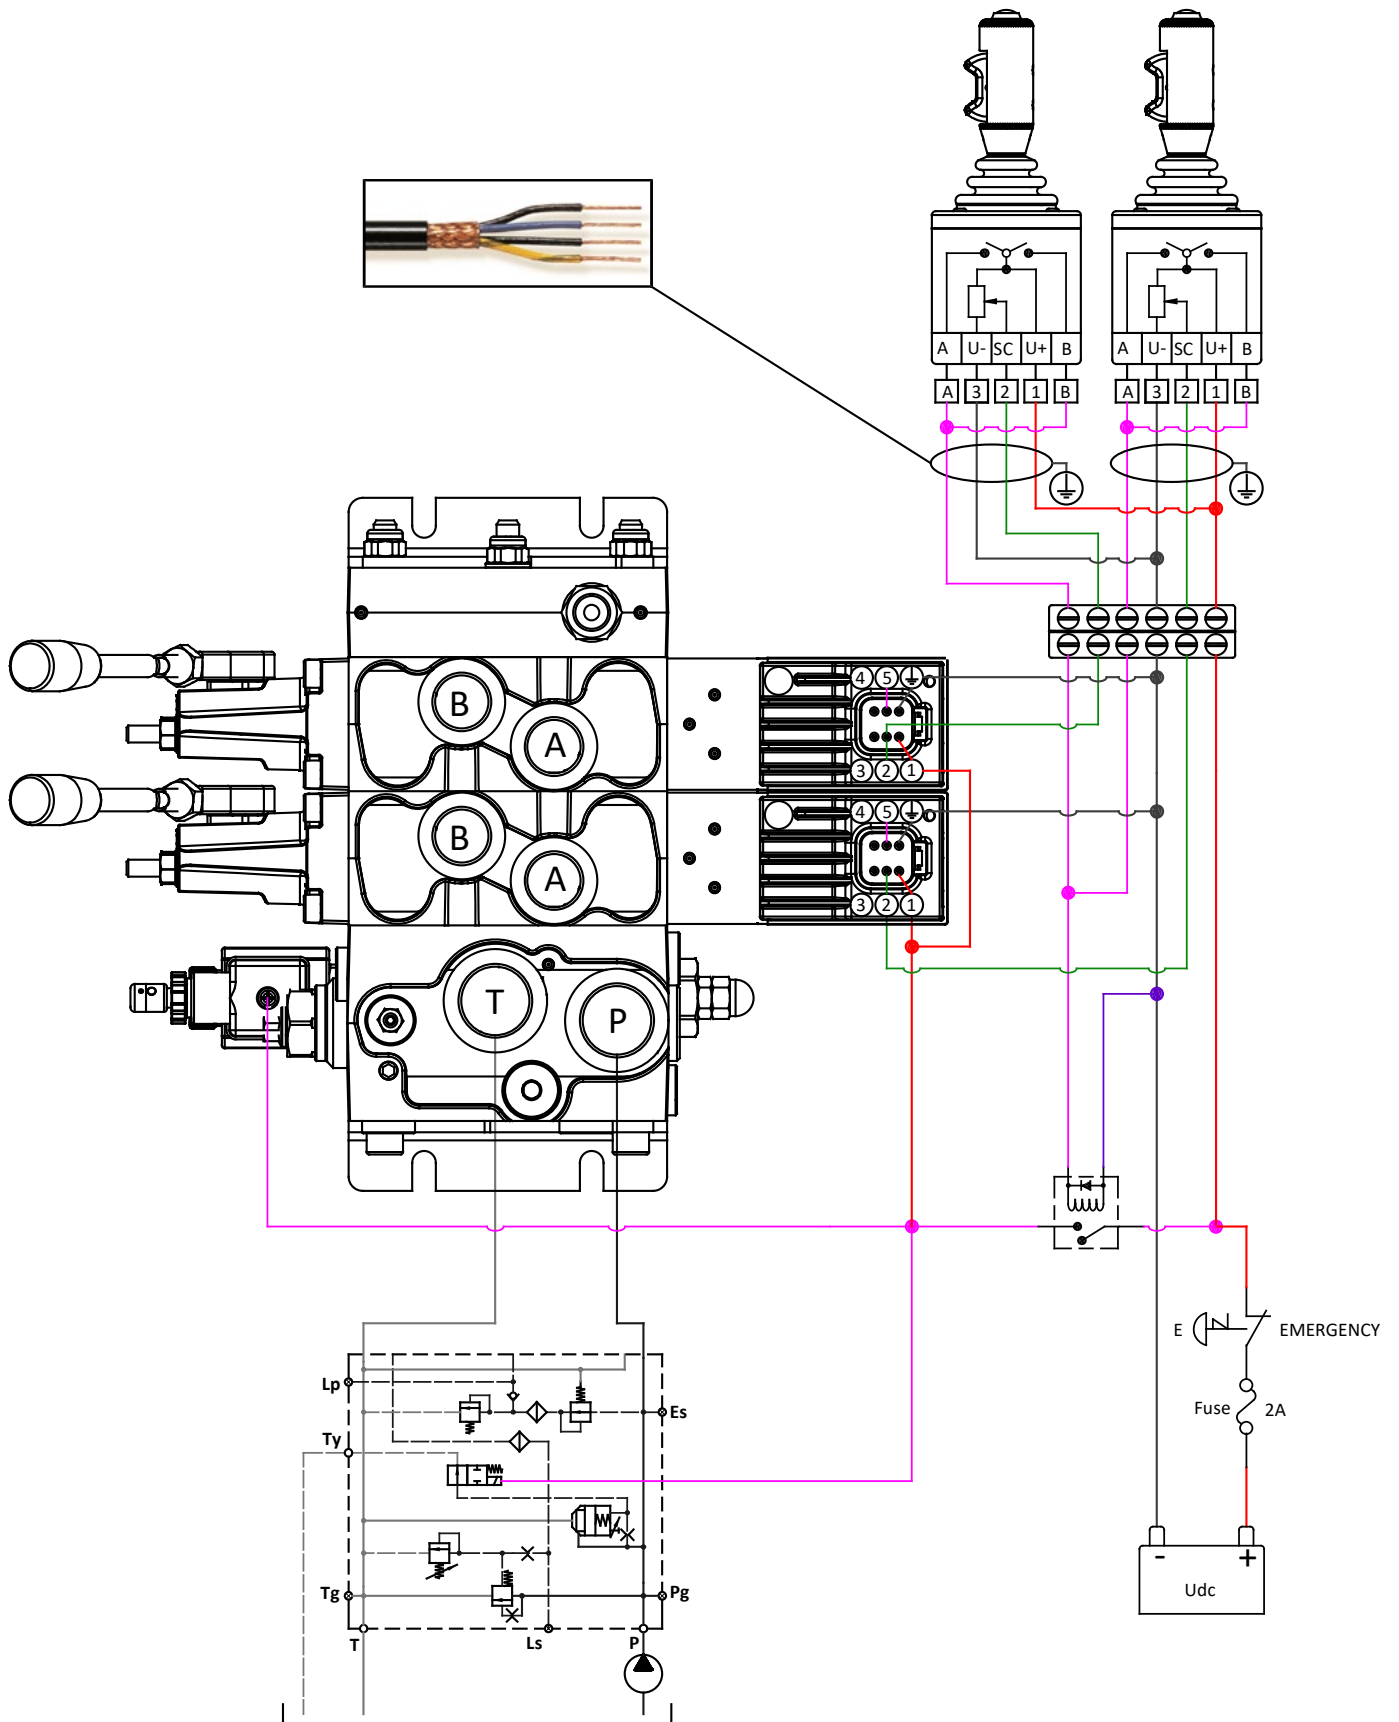 A U- SC U+ B A U- SC U+ B
A 3 2 1 B A 3 2 1 B
4 5
B
A
3 2 1
4 5
B
A
3 2 1
T
P
E EMERGENCY
Lp
Fuse 2A
Es
Ty
- +
Udc
Tg
Pg
T Ls P